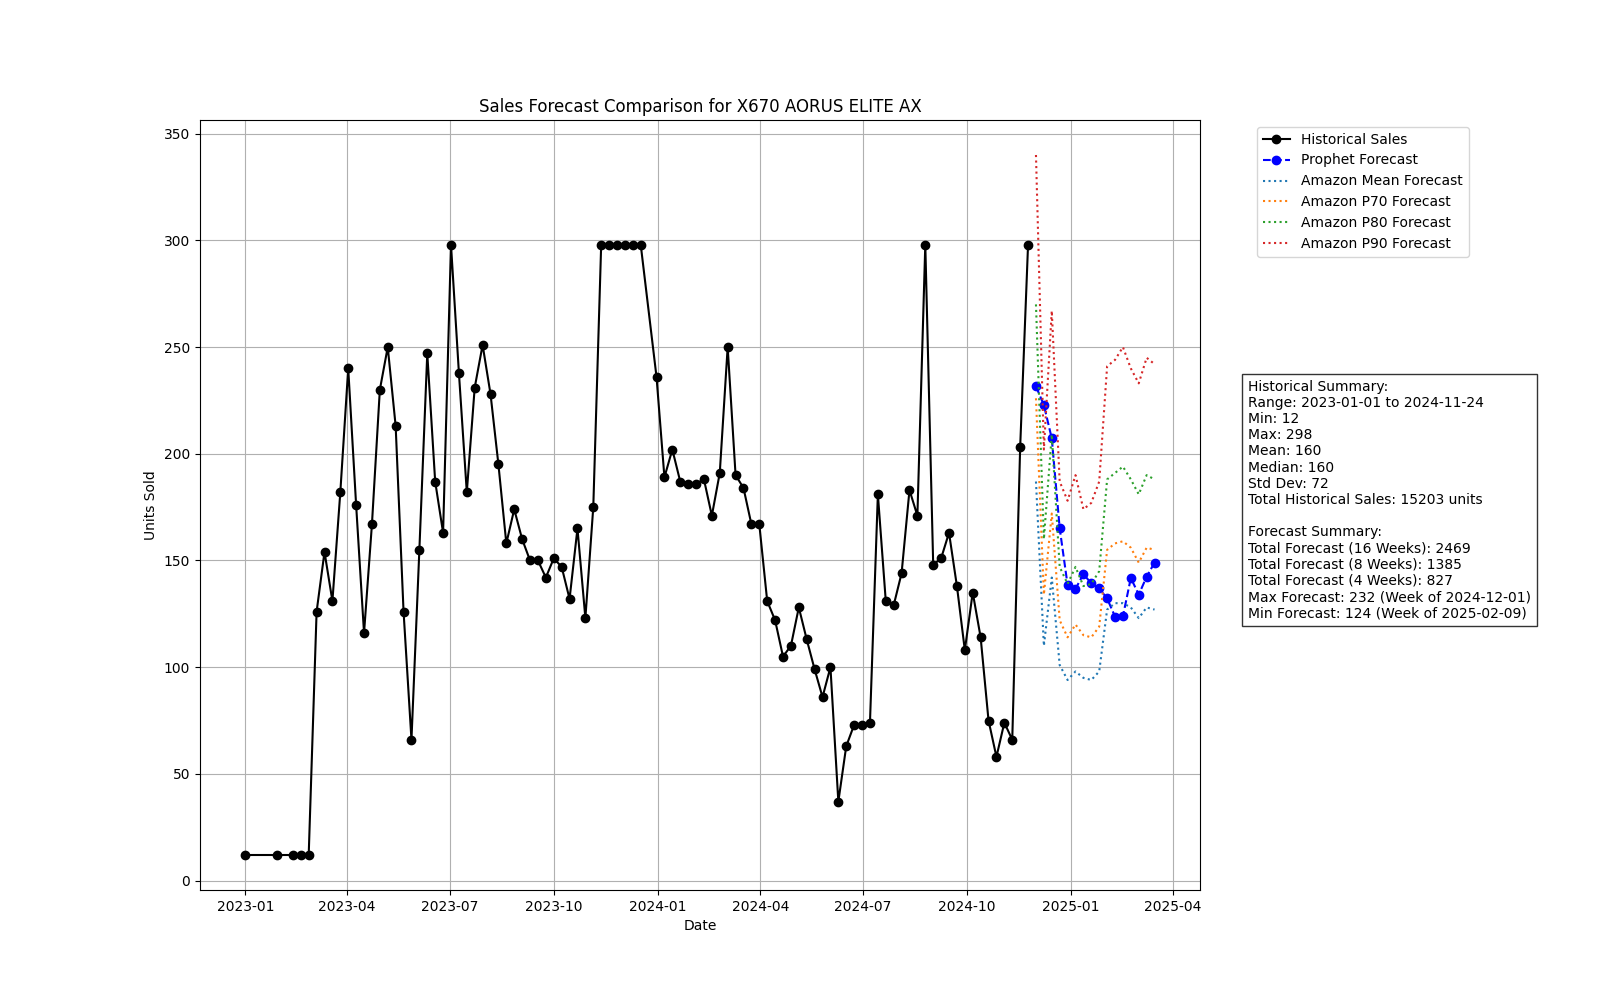 Sales Forecast Comparison for X670 AORUS ELITE AX
350
300
250
200
150
100
50
0
Units Sold
2023-01 2023-04 2023-07 2023-10 2024-01 2024-04 2024-07 2024-10 2025-01 2025-04
Date
Historical Sales
Prophet Forecast
Amazon Mean Forecast
Amazon P70 Forecast
Amazon P80 Forecast
Amazon P90 Forecast
Historical Summary:
Range: 2023-01-01 to 2024-11-24
Min: 12
Max: 298
Mean: 160
Median: 160
Std Dev: 72
Total Historical Sales: 15203 units
Forecast Summary:
Total Forecast (16 Weeks): 2469
Total Forecast (8 Weeks): 1385
Total Forecast (4 Weeks): 827
Max Forecast: 232 (Week of 2024-12-01)
Min Forecast: 124 (Week of 2025-02-09)